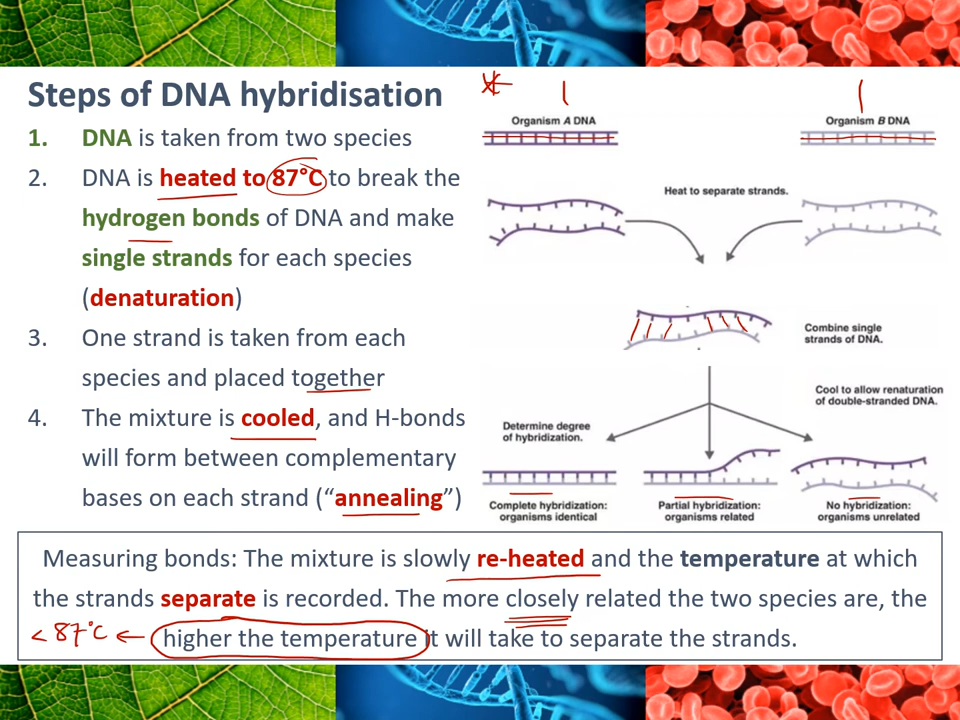 Steps of DNA hybridisation
1. DNA is taken from two species
2. DNA is heated to 87°C to break the
hydrogen bonds of DNA and make
single strands for each species
(denaturation)
3. One strand is taken from each
species and placed together
4. The mixture is cooled, and H-bonds
will form between complementary
bases on each strand (“annealing”)
Organism A DNA
Organism B DNA
Heat to separate strands.
Combine single
strands of DNA.
Cool to allow renaturation
of double-stranded DNA.
Determine degree
of hybridization.
Complete hybridization:
organisms identical
Partial hybridization:
organisms related
No hybridization:
organisms unrelated
Measuring bonds: The mixture is slowly re-heated and the temperature at which
the strands separate is recorded. The more closely related the two species are, the
< 87°C ← higher the temperature it will take to separate the strands.